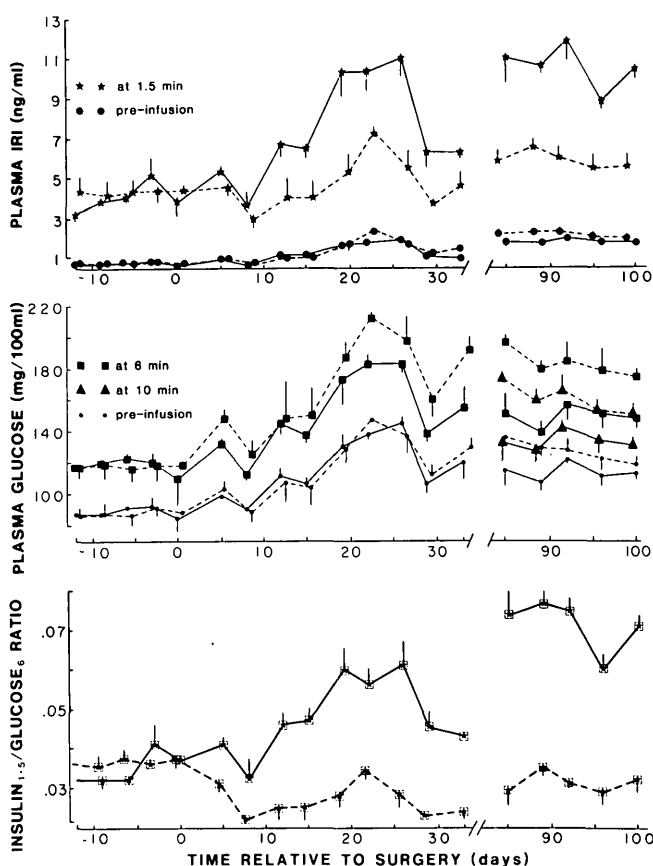 PLASMA IRI (ng/ml)
13
11
9
7
5
3
1
at 1.5 min
pre-infusion
-10 0 10 20 30 90 100
PLASMA GLUCOSE (mg/100ml)
220
180
140
100
at 6 min
at 10 min
pre-infusion
-10 0 10 20 30 90 100
INSULIN1·5/GLUCOSE6 RATIO
.07
.05
.03
-10 0 10 20 30 90 100
TIME RELATIVE TO SURGERY (days)